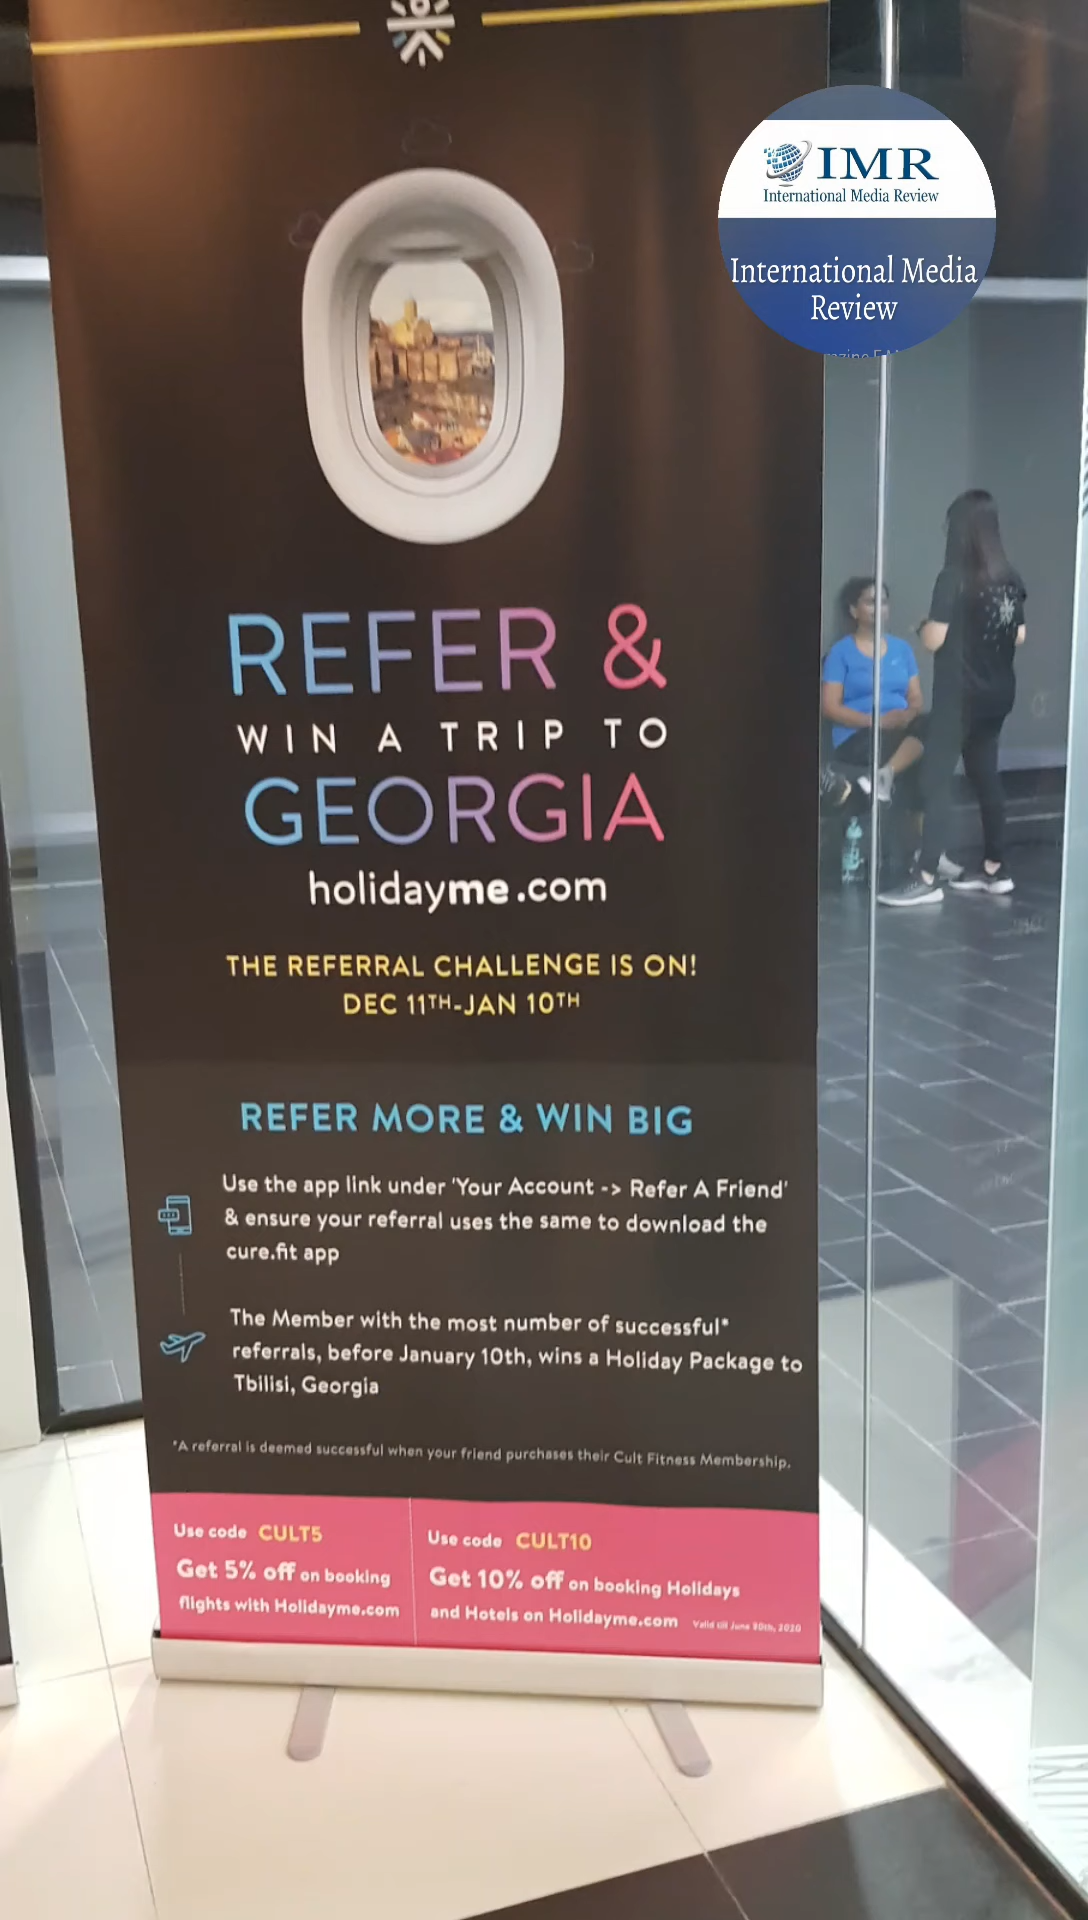 IMR
International Media Review
International Media
Review
REFER &
WIN A TRIP TO
GEORGIA
holidayme.com
THE REFERRAL CHALLENGE IS ON!
DEC 11TH-JAN 10TH
REFER MORE & WIN BIG
Use the app link under 'Your Account -> Refer A Friend'
& ensure your referral uses the same to download the
cure.fit app
The Member with the most number of successful*
referrals, before January 10th, wins a Holiday Package to
Tbilisi, Georgia
*A referral is deemed successful when your friend purchases their Cult Fitness Membership.
Use code CULT5
Get 5% off on booking
flights with Holidayme.com
Use code CULT10
Get 10% off on booking Holidays
and Hotels on Holidayme.com
Valid till June 30th, 2020